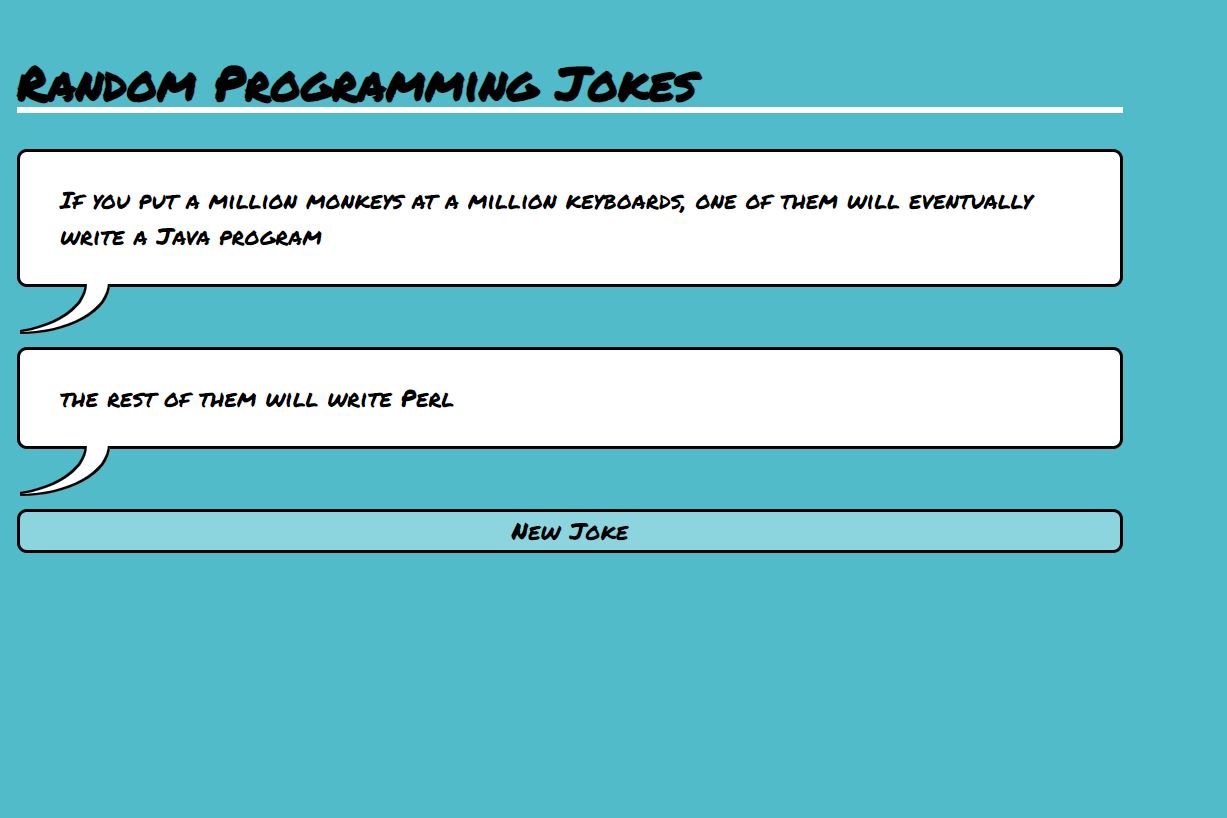 Random Programming Jokes
If you put a million monkeys at a million keyboards, one of them will eventually
write a Java program
the rest of them will write Perl
New Joke